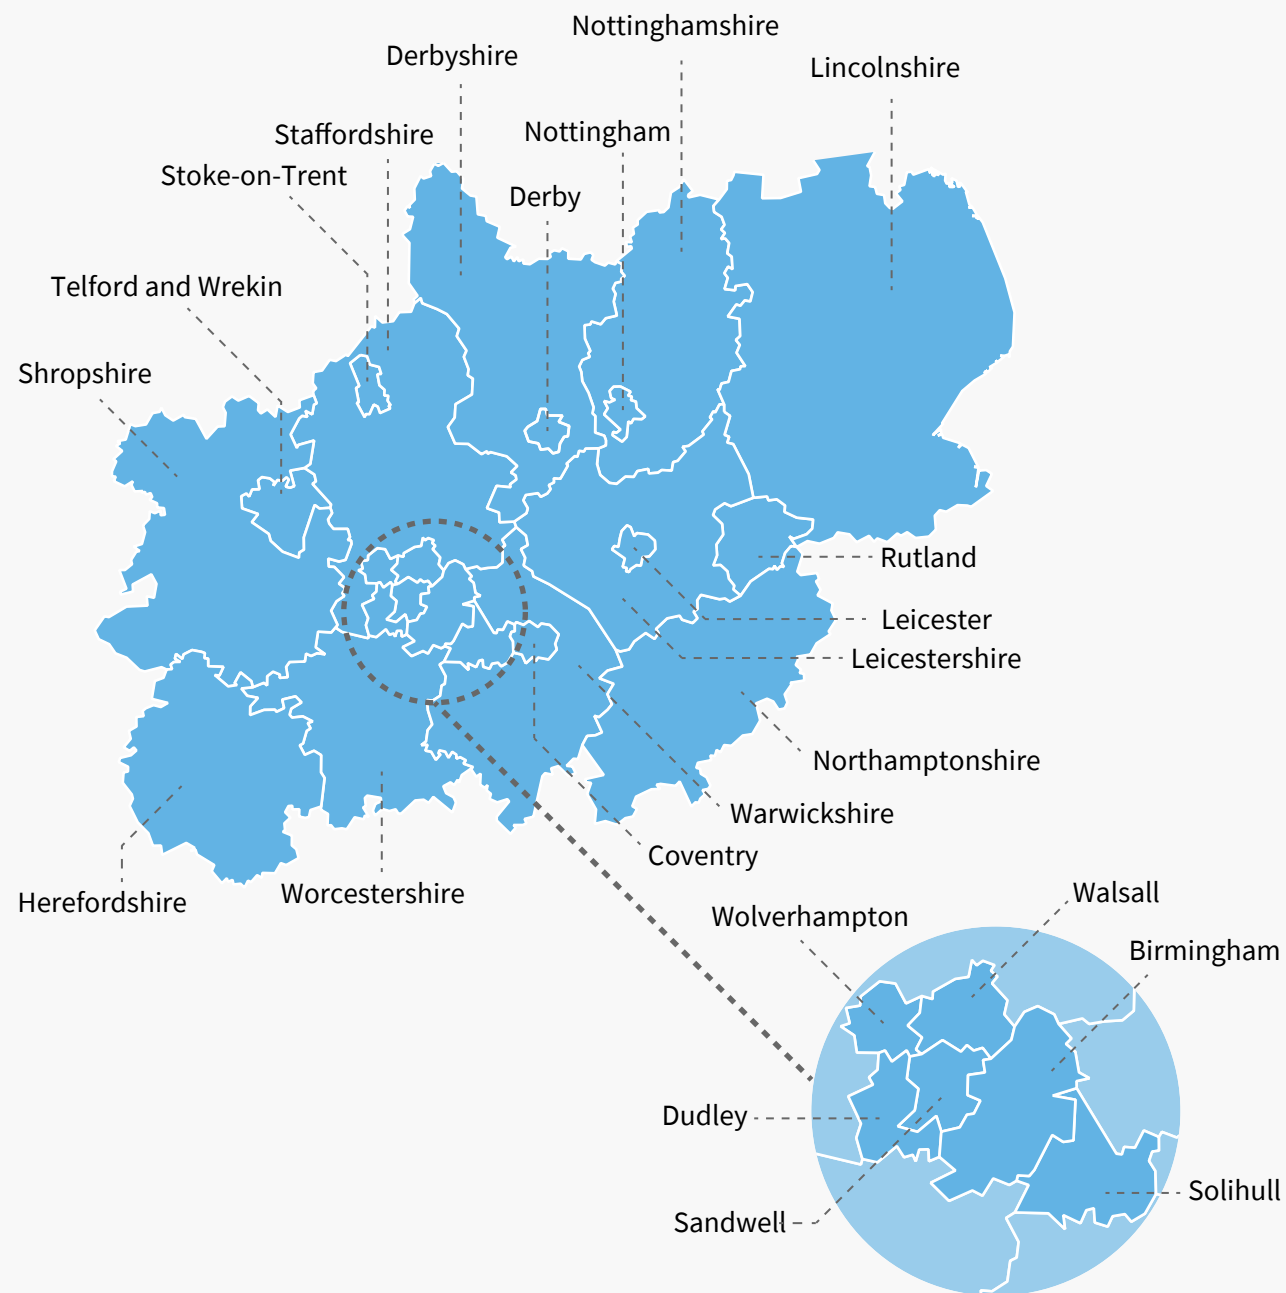 Nottinghamshire
Derbyshire
Lincolnshire
Staffordshire
Nottingham
Stoke-on-Trent
Derby
Telford and Wrekin
Shropshire
Rutland
Leicester
Leicestershire
Northamptonshire
Warwickshire
Coventry
Worcestershire
Herefordshire
Walsall
Wolverhampton
Birmingham
Dudley
Solihull
Sandwell